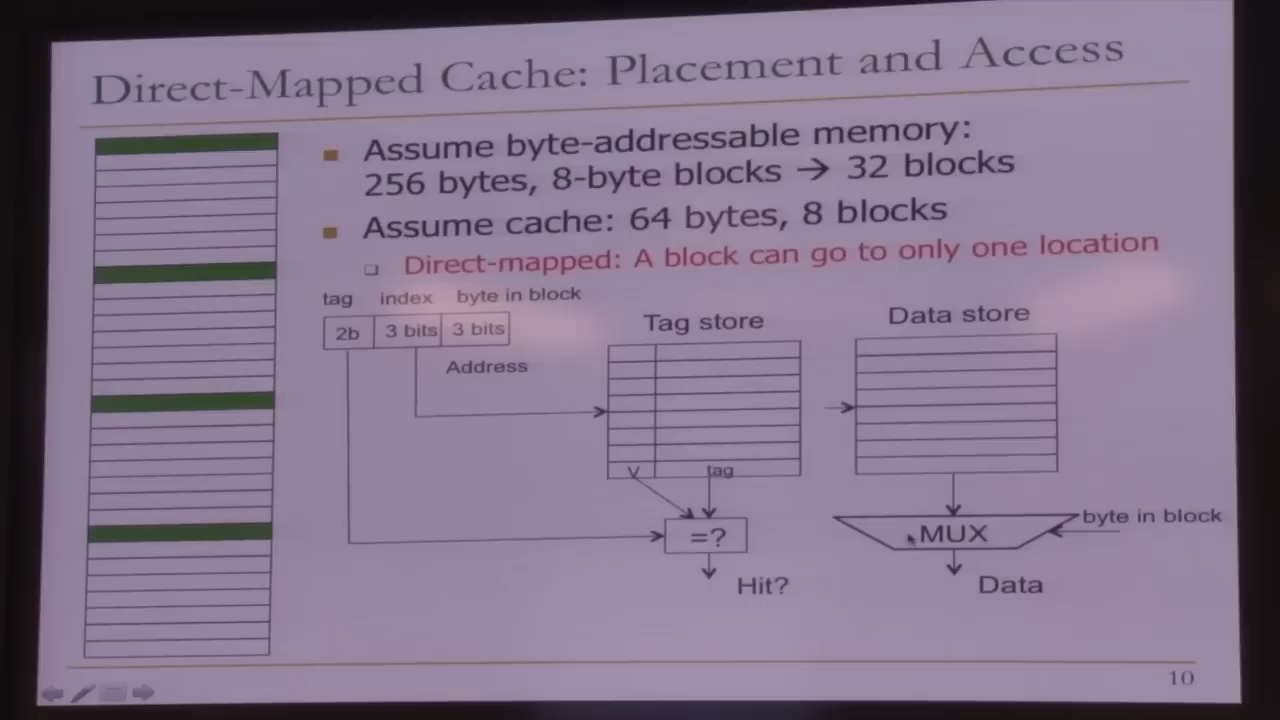 Direct-Mapped Cache: Placement and Access
Assume byte-addressable memory:
256 bytes, 8-byte blocks → 32 blocks
Assume cache: 64 bytes, 8 blocks
Direct-mapped: A block can go to only one location
tag index byte in block
2b 3 bits 3 bits
Address
Tag store
Data store
V tag
=?
Hit?
MUX
byte in block
Data
10